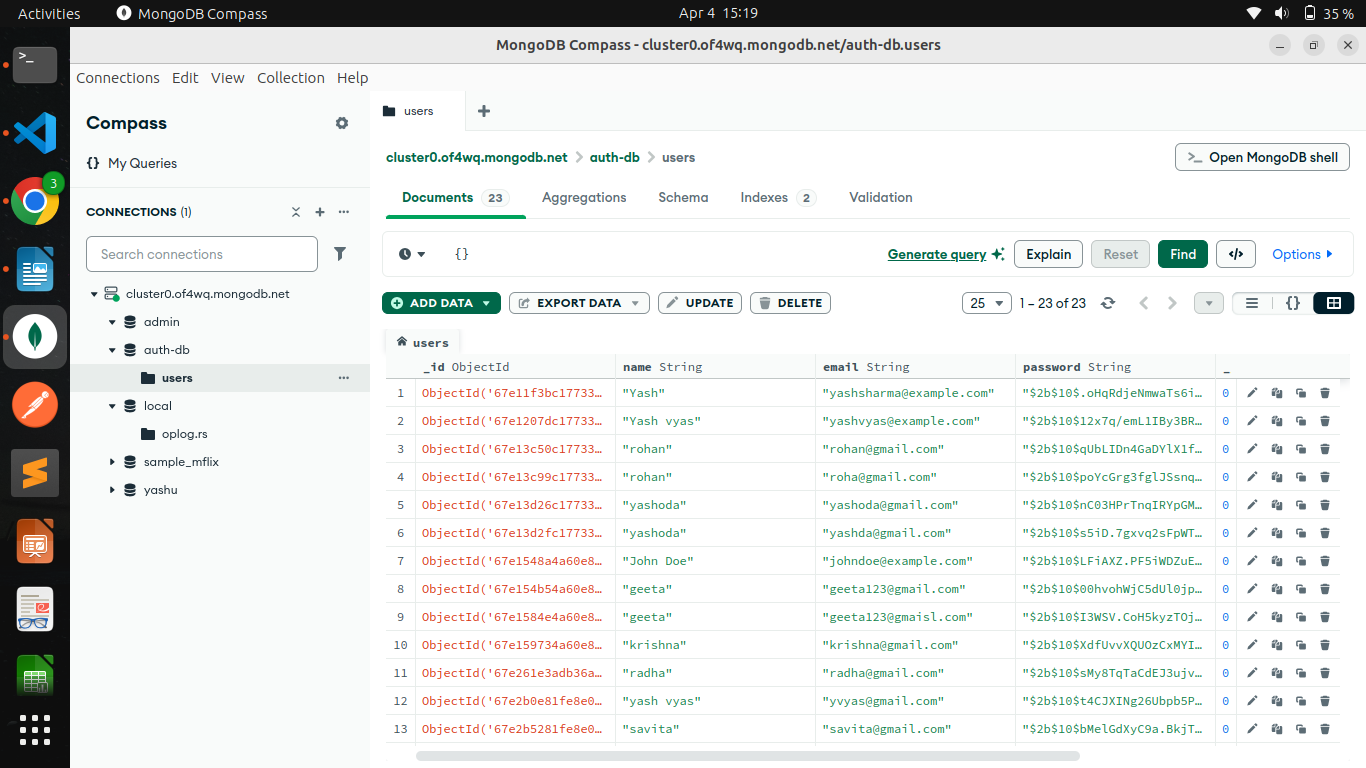 Activities MongoDB Compass Apr 4 15:19 35 %
MongoDB Compass - cluster0.of4wq.mongodb.net/auth-db.users
Connections Edit View Collection Help
Compass
{} My Queries
CONNECTIONS (1)
Search connections
cluster0.of4wq.mongodb.net
admin
auth-db
users
local
oplog.rs
sample_mflix
yashu
3
users
cluster0.of4wq.mongodb.net > auth-db > users
>_ Open MongoDB shell
Documents 23 Aggregations Schema Indexes 2 Validation
{} Generate query Explain Reset Find </> Options
ADD DATA EXPORT DATA UPDATE DELETE 25 1 – 23 of 23 {}
users
_id ObjectId name String email String password String _
1 ObjectId('67e11f3bc17733… "Yash" "yashsharma@example.com" "$2b$10$.oHqRdjeNmwaTs6i… 0
2 ObjectId('67e1207dc17733… "Yash vyas" "yashvyas@example.com" "$2b$10$12x7q/emL1IBy3BR… 0
3 ObjectId('67e13c50c17733… "rohan" "rohan@gmail.com" "$2b$10$qUbLIDn4GaDYlX1f… 0
4 ObjectId('67e13c99c17733… "rohan" "roha@gmail.com" "$2b$10$poYcGrg3fglJSsnq… 0
5 ObjectId('67e13d26c17733… "yashoda" "yashoda@gmail.com" "$2b$10$nC03HPrTnqIRYpGM… 0
6 ObjectId('67e13d2fc17733… "yashoda" "yashda@gmail.com" "$2b$10$s5iD.7gxvq2sFpWT… 0
7 ObjectId('67e1548a4a60e8… "John Doe" "johndoe@example.com" "$2b$10$LFiAXZ.PF5iWDZuE… 0
8 ObjectId('67e154b54a60e8… "geeta" "geeta123@gmail.com" "$2b$10$00hvohWjC5dUl0jp… 0
9 ObjectId('67e1584e4a60e8… "geeta" "geeta123@gmaisl.com" "$2b$10$I3WSV.CoH5kyzTOj… 0
10 ObjectId('67e159734a60e8… "krishna" "krishna@gmail.com" "$2b$10$XdfUvvXQUOzCxMYI… 0
11 ObjectId('67e261e3adb36a… "radha" "radha@gmail.com" "$2b$10$sMy8TqTaCdEJ3ujv… 0
12 ObjectId('67e2b0e81fe8e0… "yash vyas" "yvyas@gmail.com" "$2b$10$t4CJXINg26Ubpb5P… 0
13 ObjectId('67e2b5281fe8e0… "savita" "savita@gmail.com" "$2b$10$bMelGdXyC9a.BkjT… 0